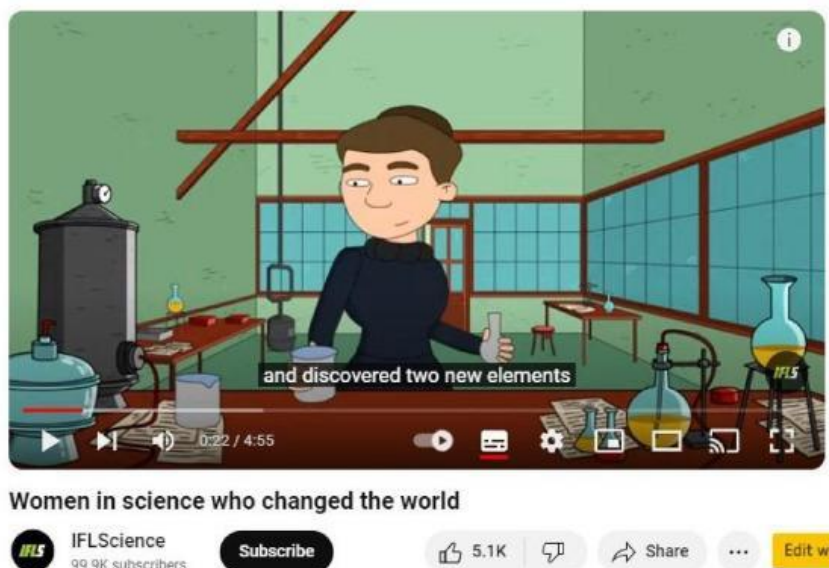 IFLS
and discovered two new elements
0:22 / 4:55
Women in science who changed the world
IFLS
IFLScience
99.9K subscribers
Subscribe
5.1K
Share
Edit w